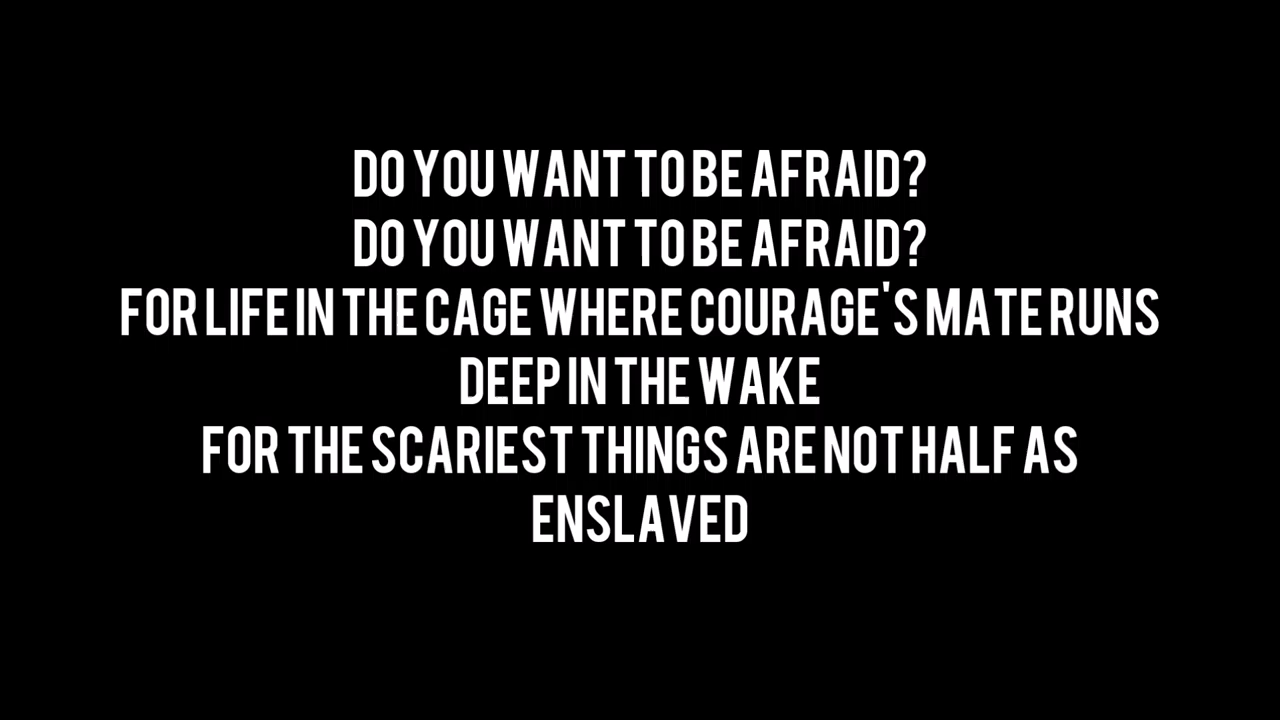 DO YOU WANT TO BE AFRAID?
DO YOU WANT TO BE AFRAID?
FOR LIFE IN THE CAGE WHERE COURAGE'S MATE RUNS
DEEP IN THE WAKE
FOR THE SCARIEST THINGS ARE NOT HALF AS
ENSLAVED